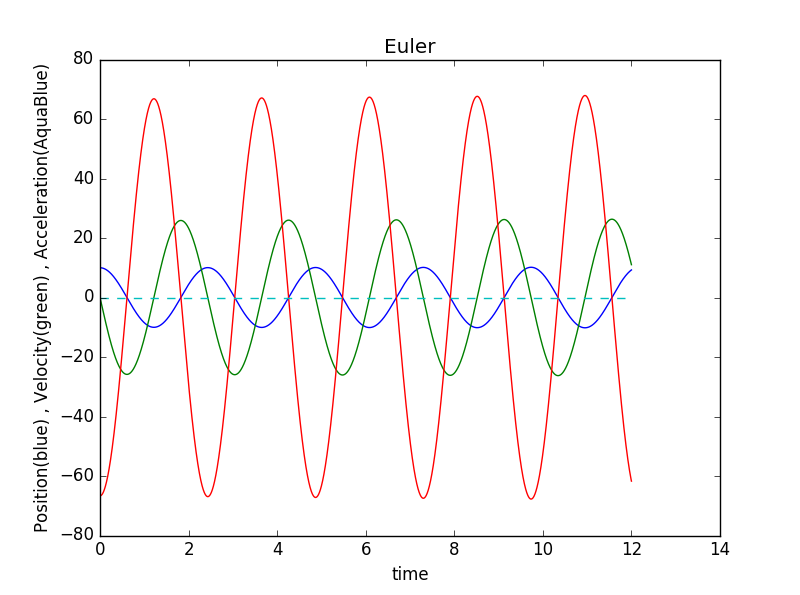 Euler
Position(blue) , Velocity(green) , Acceleration(AquaBlue)
80
60
40
20
0
−20
−40
−60
−80
0 2 4 6 8 10 12 14
time